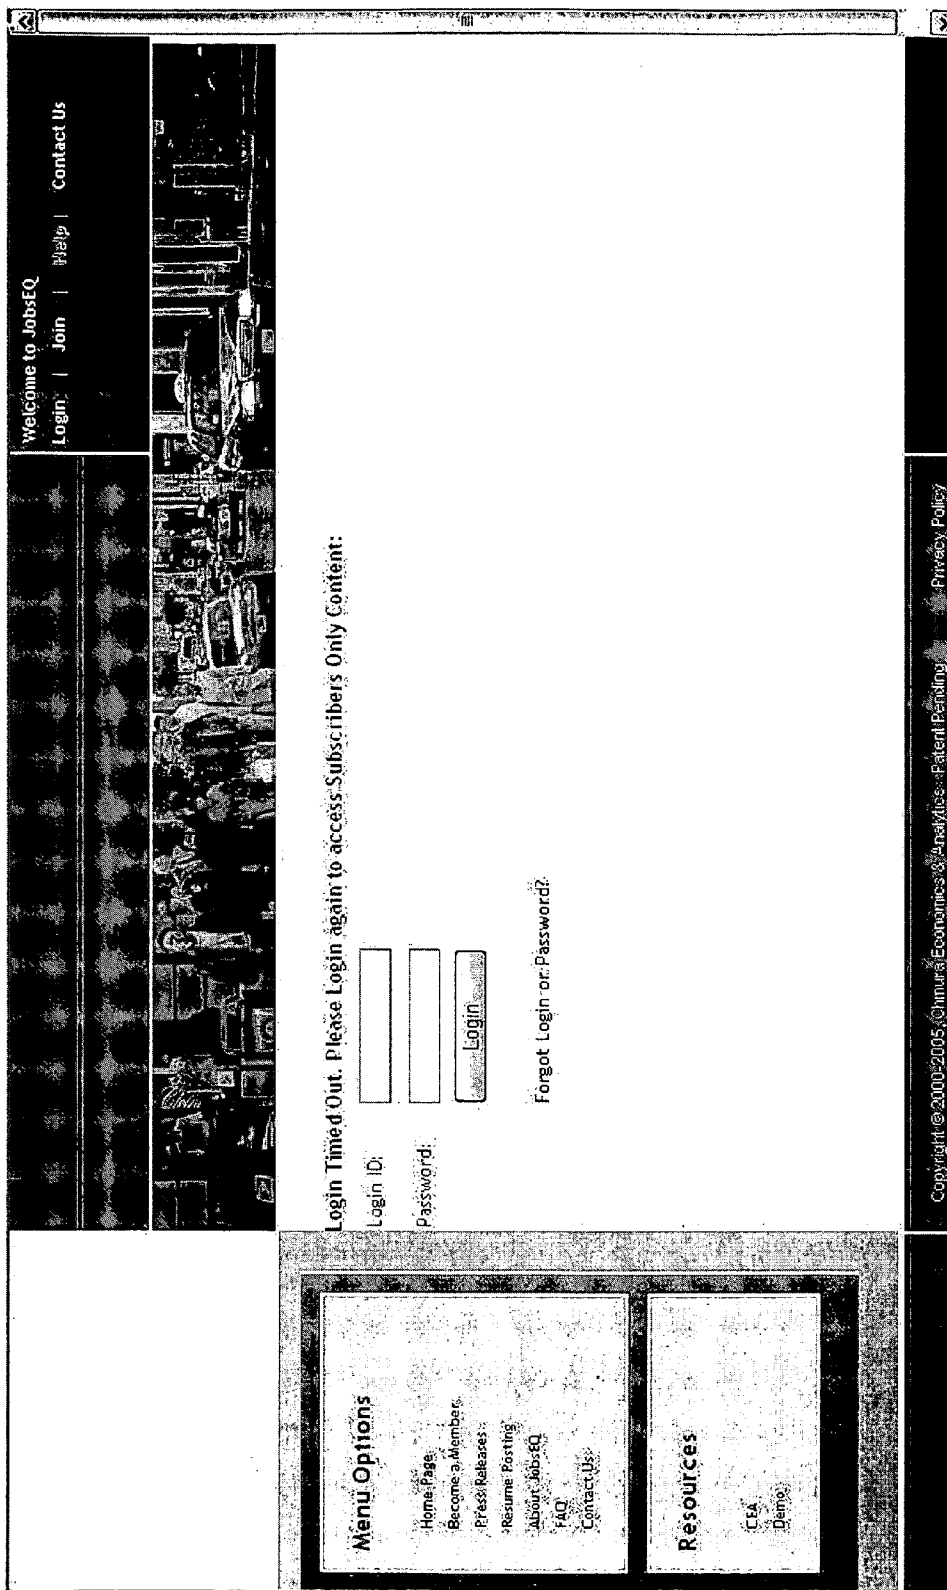 Welcome to JobsEQ
Login | Join | Help | Contact Us
Menu Options
Home Page
Become a Member
Press Releases
Resume Posting
About JobsEQ
FAQ
Contact Us
Resources
CEA
Demo
Login Timed Out. Please Login again to access Subscribers Only Content:
Login ID:
Password:
Login
Forgot Login or Password?
Copyright © 2000-2005, Chmura Economics & Analytics - Patent Pending Privacy Policy